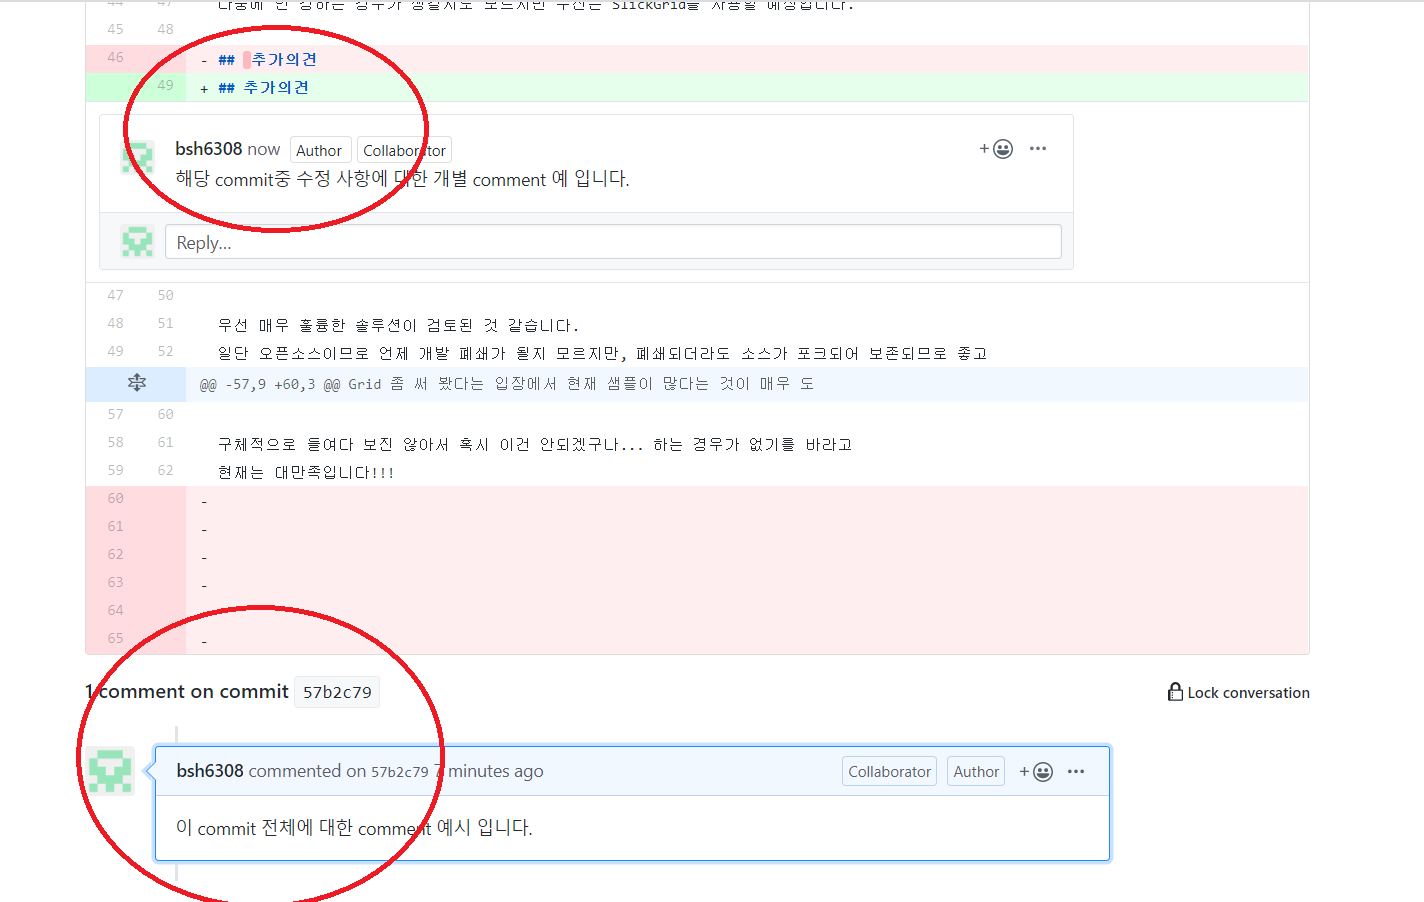 44 47 나중에 안 강하는 경우가 생길지도 모르지만 우선은 SlickGrid를 사용할 예정입니다.
45 48
46 - ## 추가의견
49 + ## 추가의견
bsh6308 now Author Collaborator
해당 commit중 수정 사항에 대한 개별 comment 예 입니다.
Reply...
47 50
48 51 우선 매우 훌륭한 솔루션이 검토된 것 같습니다.
49 52 일단 오픈소스이므로 언제 개발 폐쇄가 될지 모르지만, 폐쇄되더라도 소스가 포크되어 보존되므로 좋고
@@ -57,9 +60,3 @@ Grid 좀 써 봤다는 입장에서 현재 샘플이 많다는 것이 매우 도
57 60
58 61 구체적으로 들여다 보진 않아서 혹시 이건 안되겠구나... 하는 경우가 없기를 바라고
59 62 현재는 대만족입니다!!!
60 -
61 -
62 -
63 -
64
65 -
1 comment on commit 57b2c79 Lock conversation
bsh6308 commented on 57b2c79 7 minutes ago Collaborator Author
이 commit 전체에 대한 comment 예시 입니다.